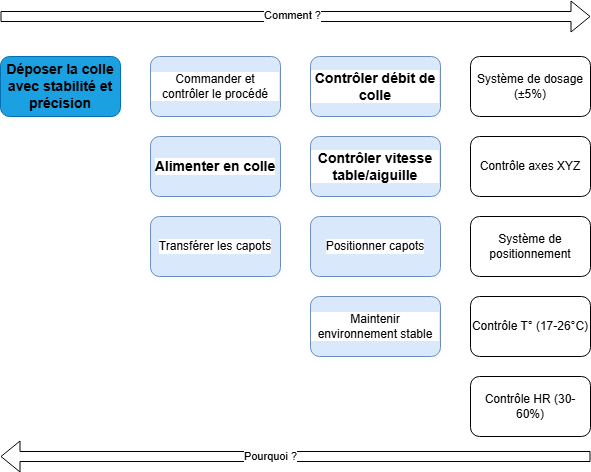 Comment ?
Déposer la colle
avec stabilité et
précision
Commander et
contrôler le procédé
Contrôler débit de
colle
Système de dosage
(±5%)
Alimenter en colle
Contrôler vitesse
table/aiguille
Contrôle axes XYZ
Transférer les capots
Positionner capots
Système de
positionnement
Maintenir
environnement stable
Contrôle T° (17-26°C)
Contrôle HR (30-
60%)
Pourquoi ?